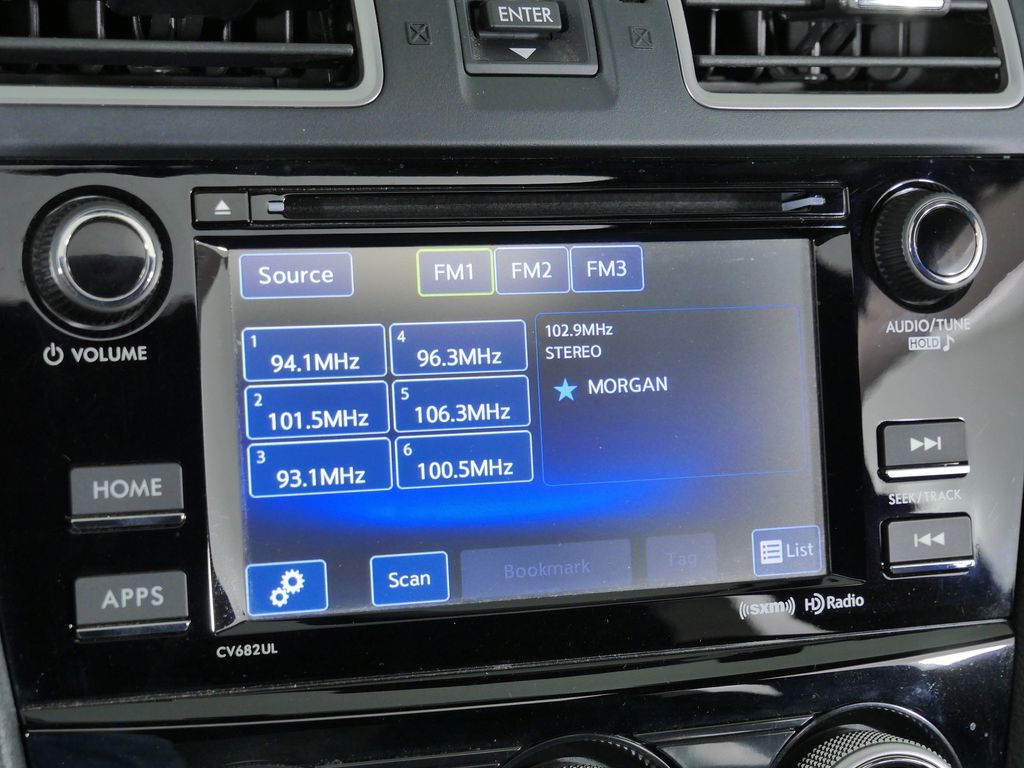 ENTER
VOLUME
Source
FM1
FM2
FM3
1
94.1MHz
4
96.3MHz
2
101.5MHz
5
106.3MHz
3
93.1MHz
6
100.5MHz
102.9MHz
STEREO
MORGAN
Scan
Bookmark
Tag
List
HOME
APPS
CV682UL
AUDIO/TUNE
HOLD
SEEK/TRACK
((sxm))
HD Radio